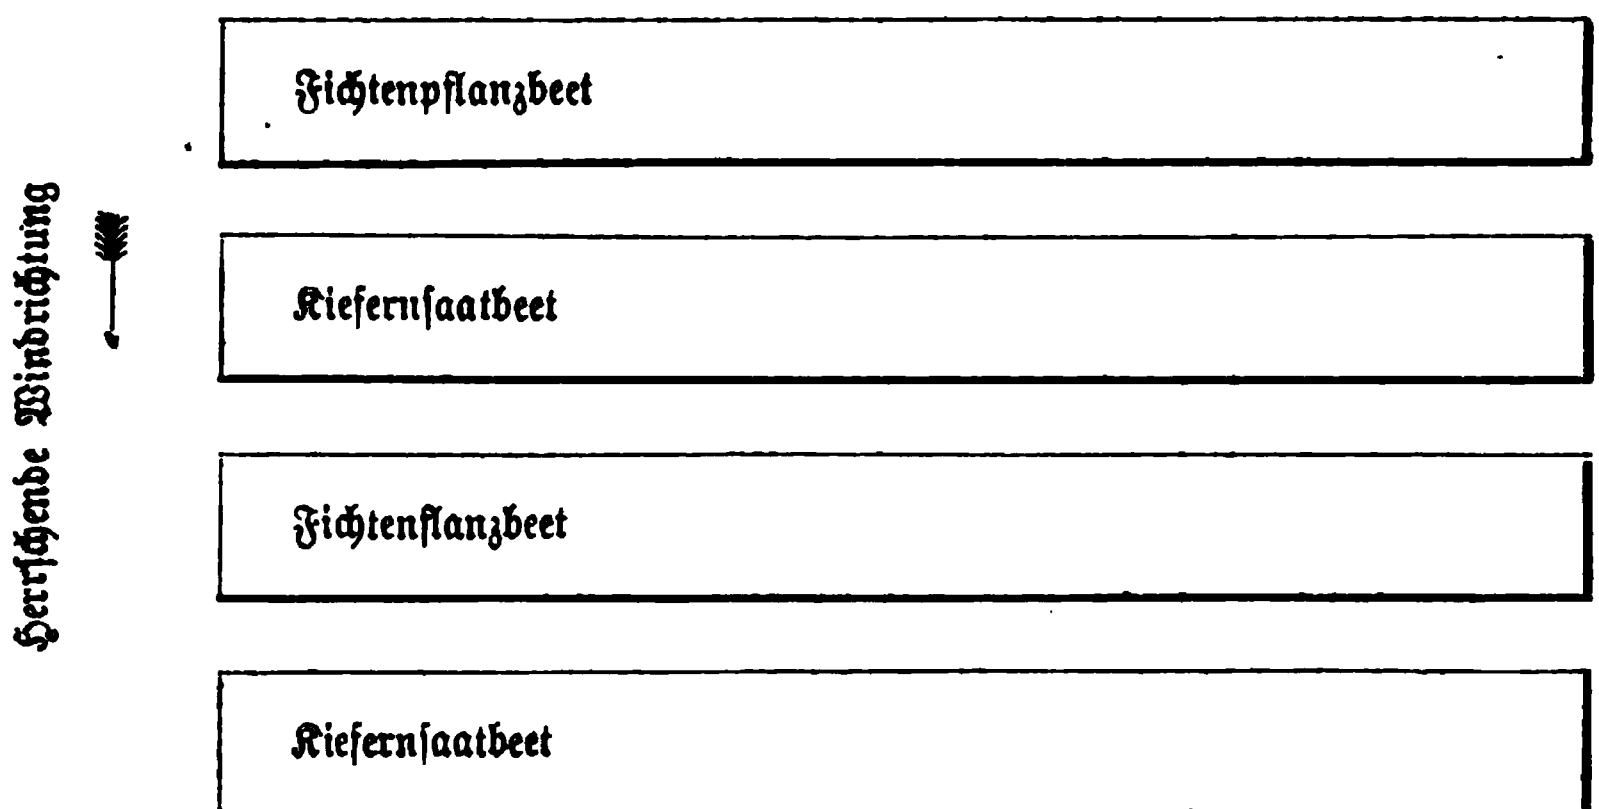 Herrſchende Windrichtung
Fichtenpflanzbeet
Kiefernſaatbeet
Fichtenflanzbeet
Kiefernſaatbeet